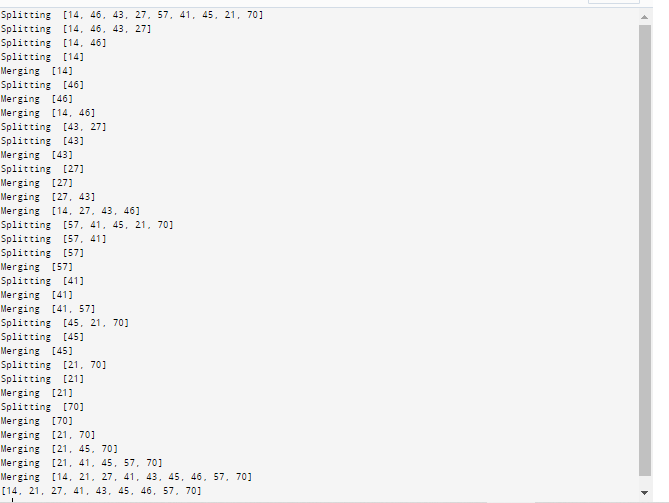 Splitting  [14, 46, 43, 27, 57, 41, 45, 21, 70]
Splitting  [14, 46, 43, 27]
Splitting  [14, 46]
Splitting  [14]
Merging  [14]
Splitting  [46]
Merging  [46]
Merging  [14, 46]
Splitting  [43, 27]
Splitting  [43]
Merging  [43]
Splitting  [27]
Merging  [27]
Merging  [27, 43]
Merging  [14, 27, 43, 46]
Splitting  [57, 41, 45, 21, 70]
Splitting  [57, 41]
Splitting  [57]
Merging  [57]
Splitting  [41]
Merging  [41]
Merging  [41, 57]
Splitting  [45, 21, 70]
Splitting  [45]
Merging  [45]
Splitting  [21, 70]
Splitting  [21]
Merging  [21]
Splitting  [70]
Merging  [70]
Merging  [21, 70]
Merging  [21, 45, 70]
Merging  [21, 41, 45, 57, 70]
Merging  [14, 21, 27, 41, 43, 45, 46, 57, 70]
[14, 21, 27, 41, 43, 45, 46, 57, 70]